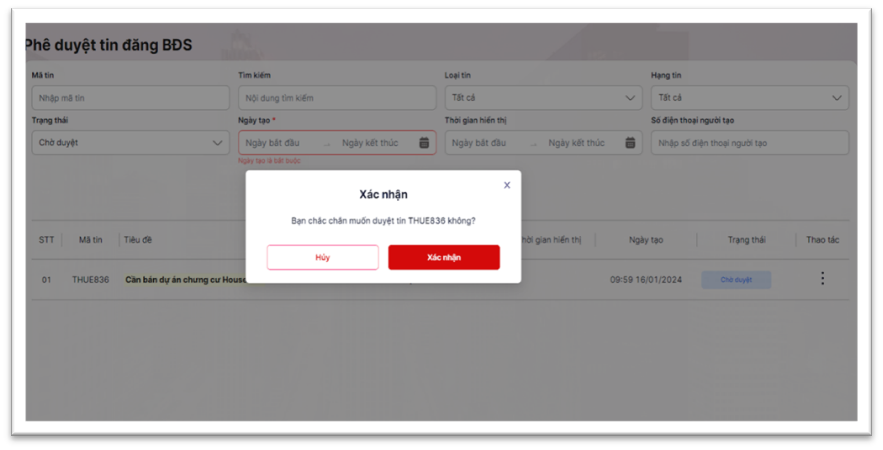 Phê duyệt tin đăng BĐS
Mã tin Tìm kiếm Loại tin Hạng tin
Nhập mã tin Nội dung tìm kiếm Tất cả Tất cả
Trạng thái Ngày tạo * Thời gian hiển thị Số điện thoại người tạo
Chờ duyệt Ngày bắt đầu Ngày kết thúc Ngày bắt đầu Ngày kết thúc Nhập số điện thoại người tạo
Ngày tạo là bắt buộc
X
Xác nhận
Bạn chắc chắn muốn duyệt tin THUE836 không?
Hủy Xác nhận
STT Mã tin Tiêu đề hời gian hiển thị Ngày tạo Trạng thái Thao tác
01 THUE836 Cần bán dự án chung cư House 09:59 16/01/2024 Chờ duyệt